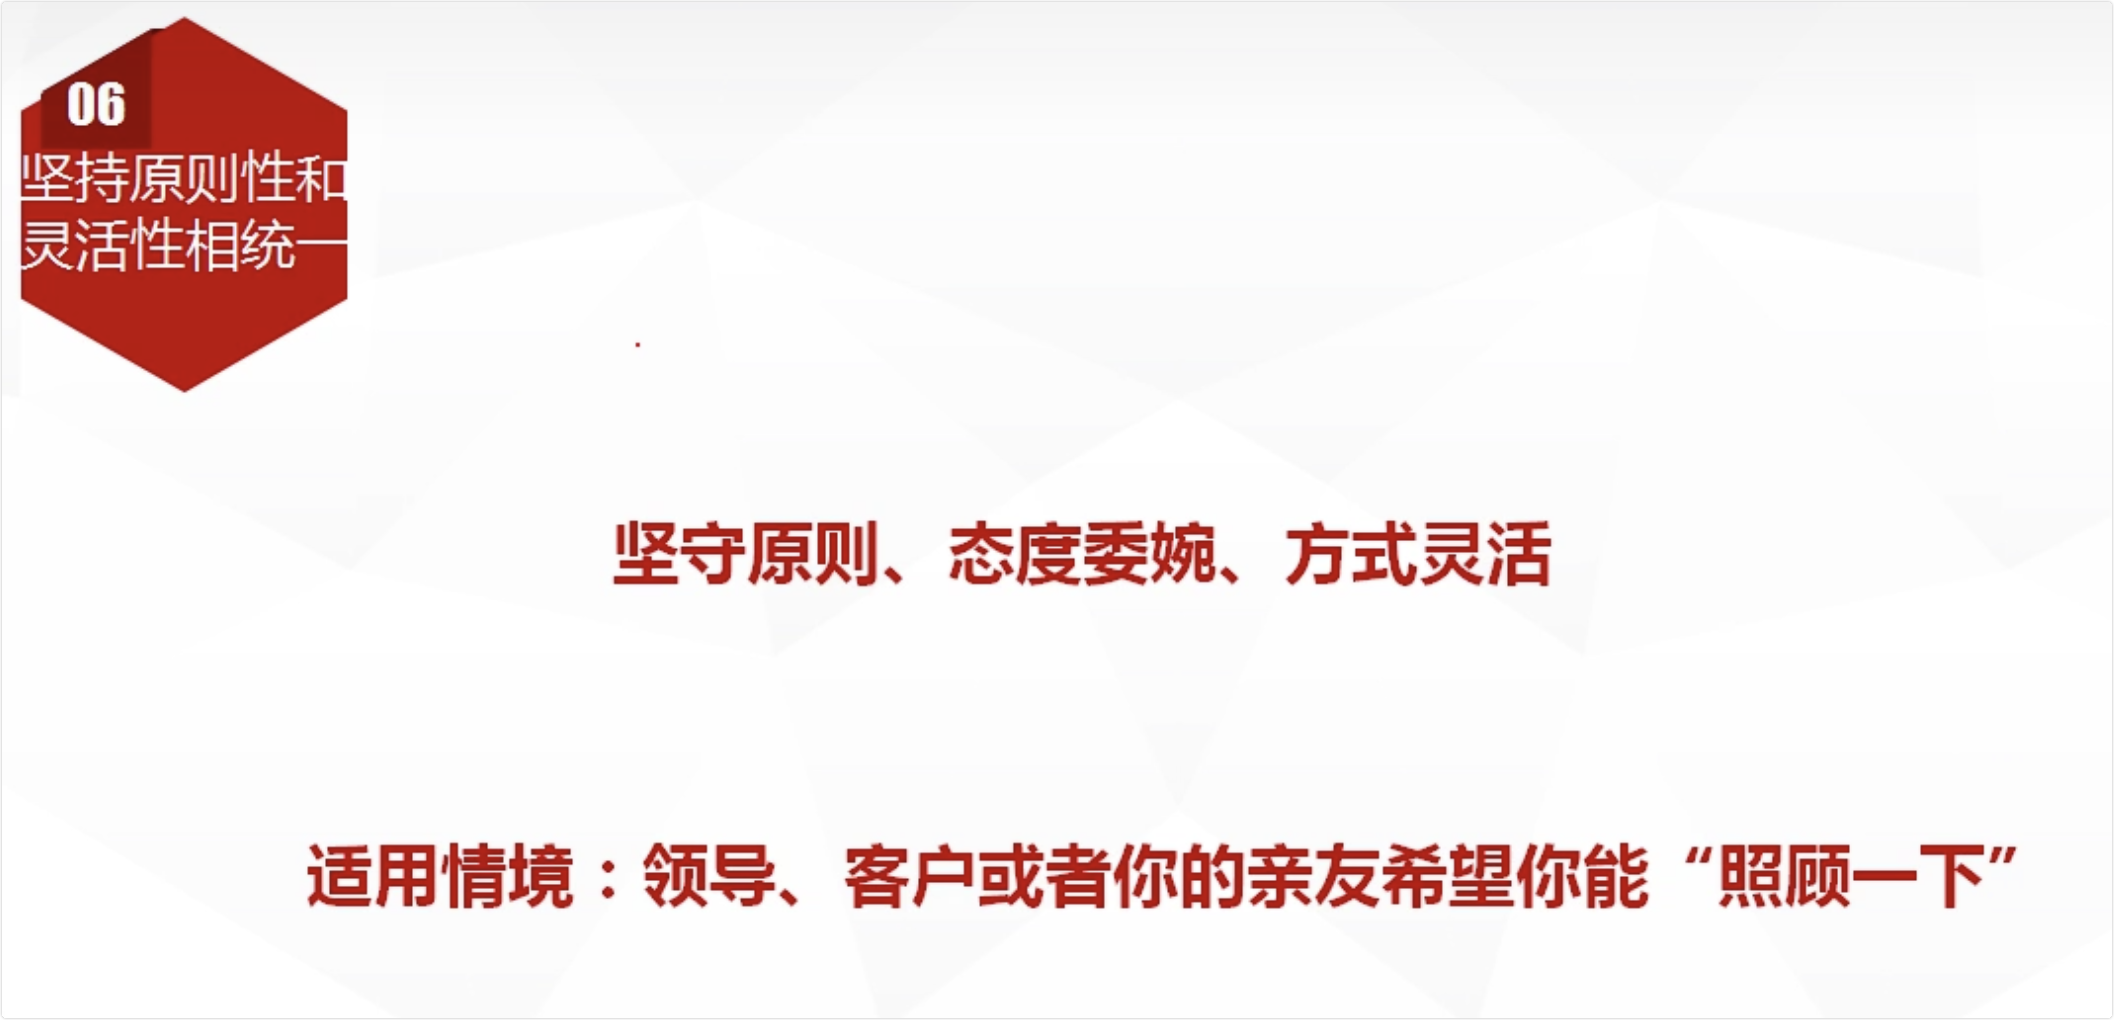 06
坚持原则性和
灵活性相统一
坚守原则、态度委婉、方式灵活
适用情境：领导、客户或者你的亲友希望你能“照顾一下”